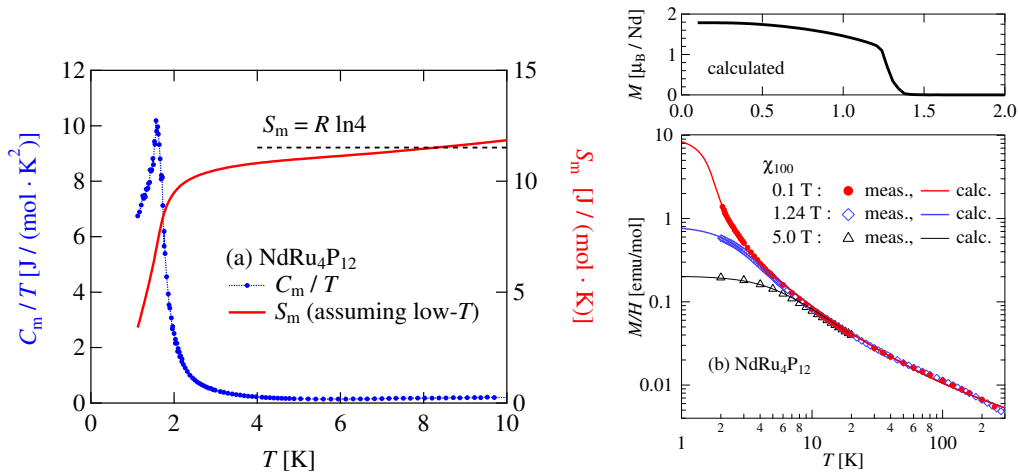 12
10
8
6
4
2
0
C_m / T [J / (mol · K^2)]
15
10
5
0
S_m [J / (mol · K)]
S_m = R ln4
(a) NdRu_4P_12
C_m / T
S_m (assuming low-T)
0 2 4 6 8 10
T [K]
M [μ_B / Nd]
2
1
0
calculated
0.0 0.5 1.0 1.5 2.0
M/H [emu/mol]
10
1
0.1
0.01
χ_100
0.1 T : meas., calc.
1.24 T : meas., calc.
5.0 T : meas., calc.
(b) NdRu_4P_12
1 2 4 6 8 10 2 4 6 8 100 2
T [K]